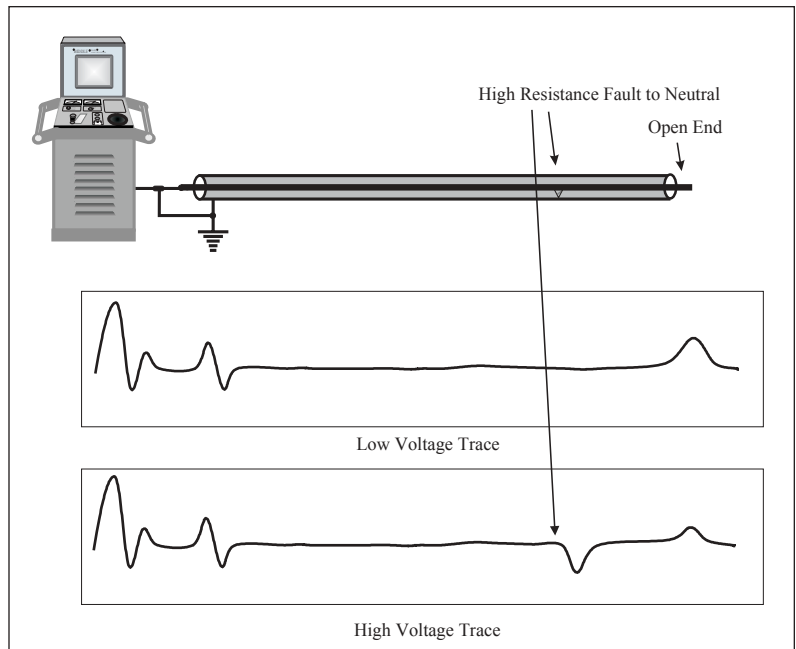 High Resistance Fault to Neutral
Open End
Low Voltage Trace
High Voltage Trace